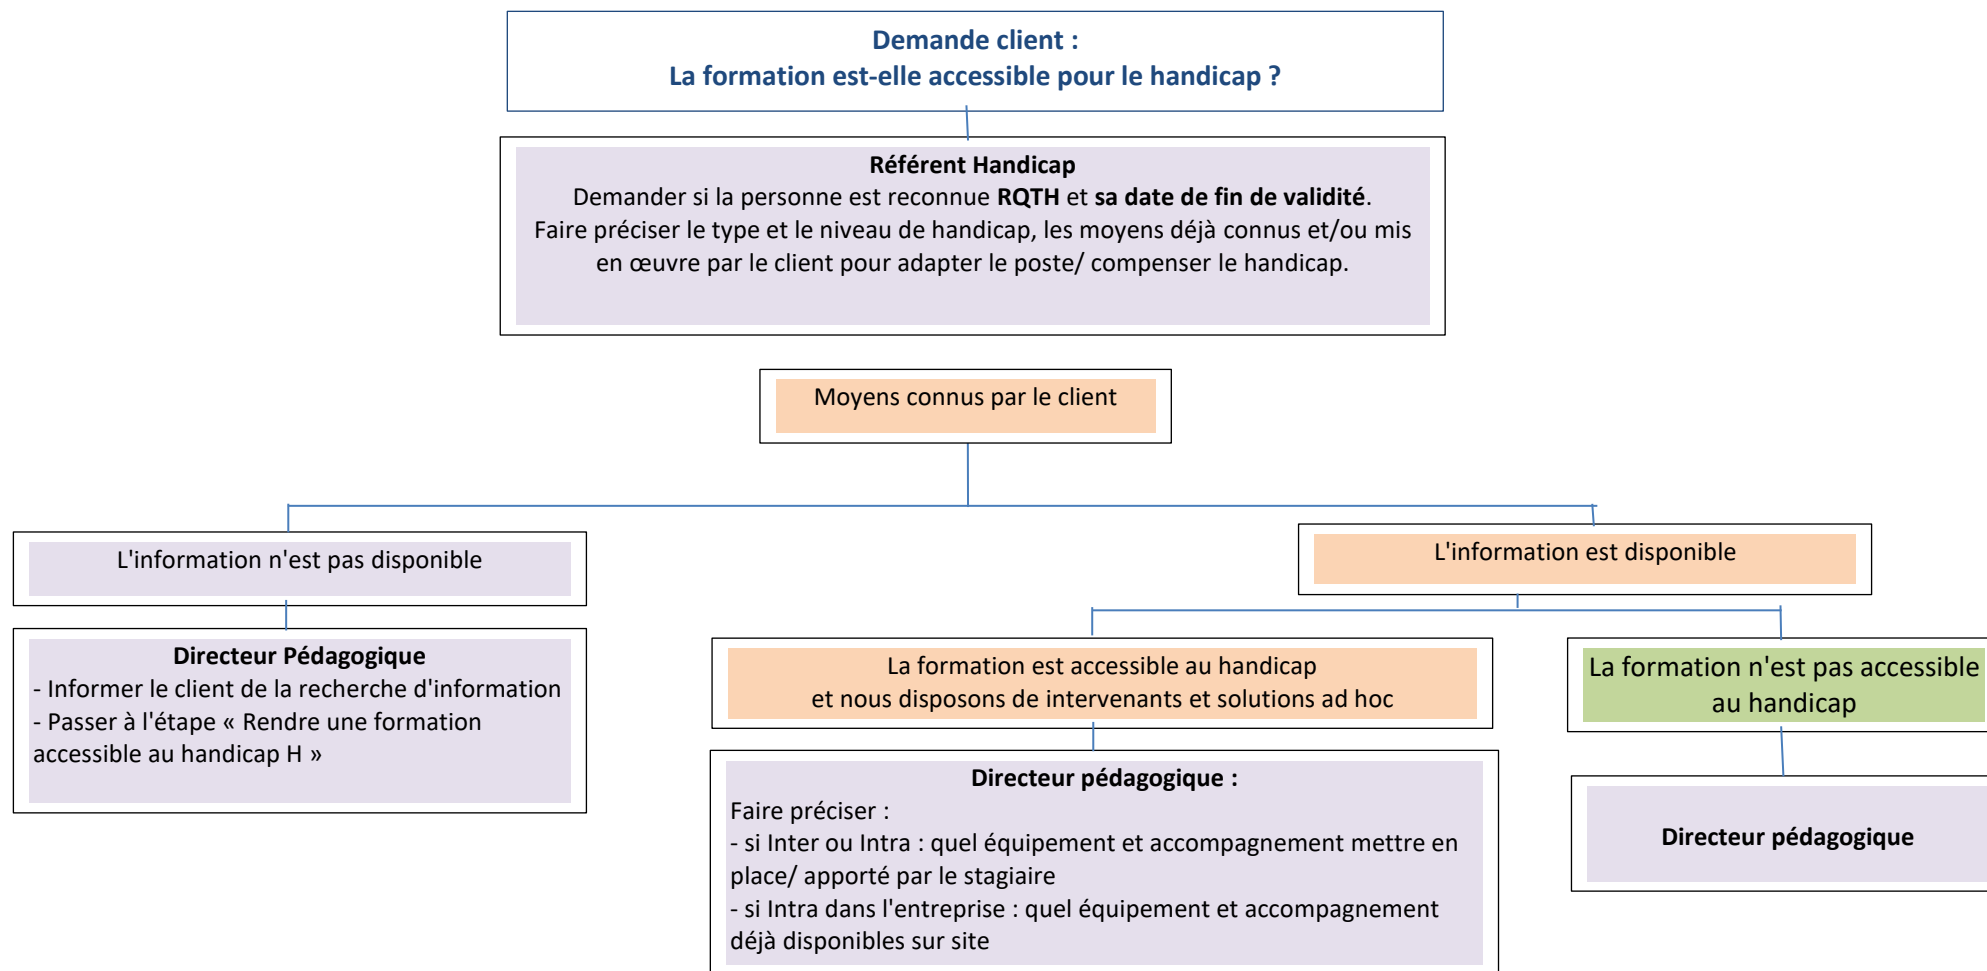 Demande client :
La formation est-elle accessible pour le handicap ?
Référent Handicap
Demander si la personne est reconnue RQTH et sa date de fin de validité.
Faire préciser le type et le niveau de handicap, les moyens déjà connus et/ou mis
en œuvre par le client pour adapter le poste/ compenser le handicap.
Moyens connus par le client
L'information n'est pas disponible
L'information est disponible
Directeur Pédagogique
- Informer le client de la recherche d'information
- Passer à l'étape « Rendre une formation
accessible au handicap H »
La formation est accessible au handicap
et nous disposons de intervenants et solutions ad hoc
La formation n'est pas accessible
au handicap
Directeur pédagogique :
Faire préciser :
- si Inter ou Intra : quel équipement et accompagnement mettre en
place/ apporté par le stagiaire
- si Intra dans l'entreprise : quel équipement et accompagnement
déjà disponibles sur site
Directeur pédagogique